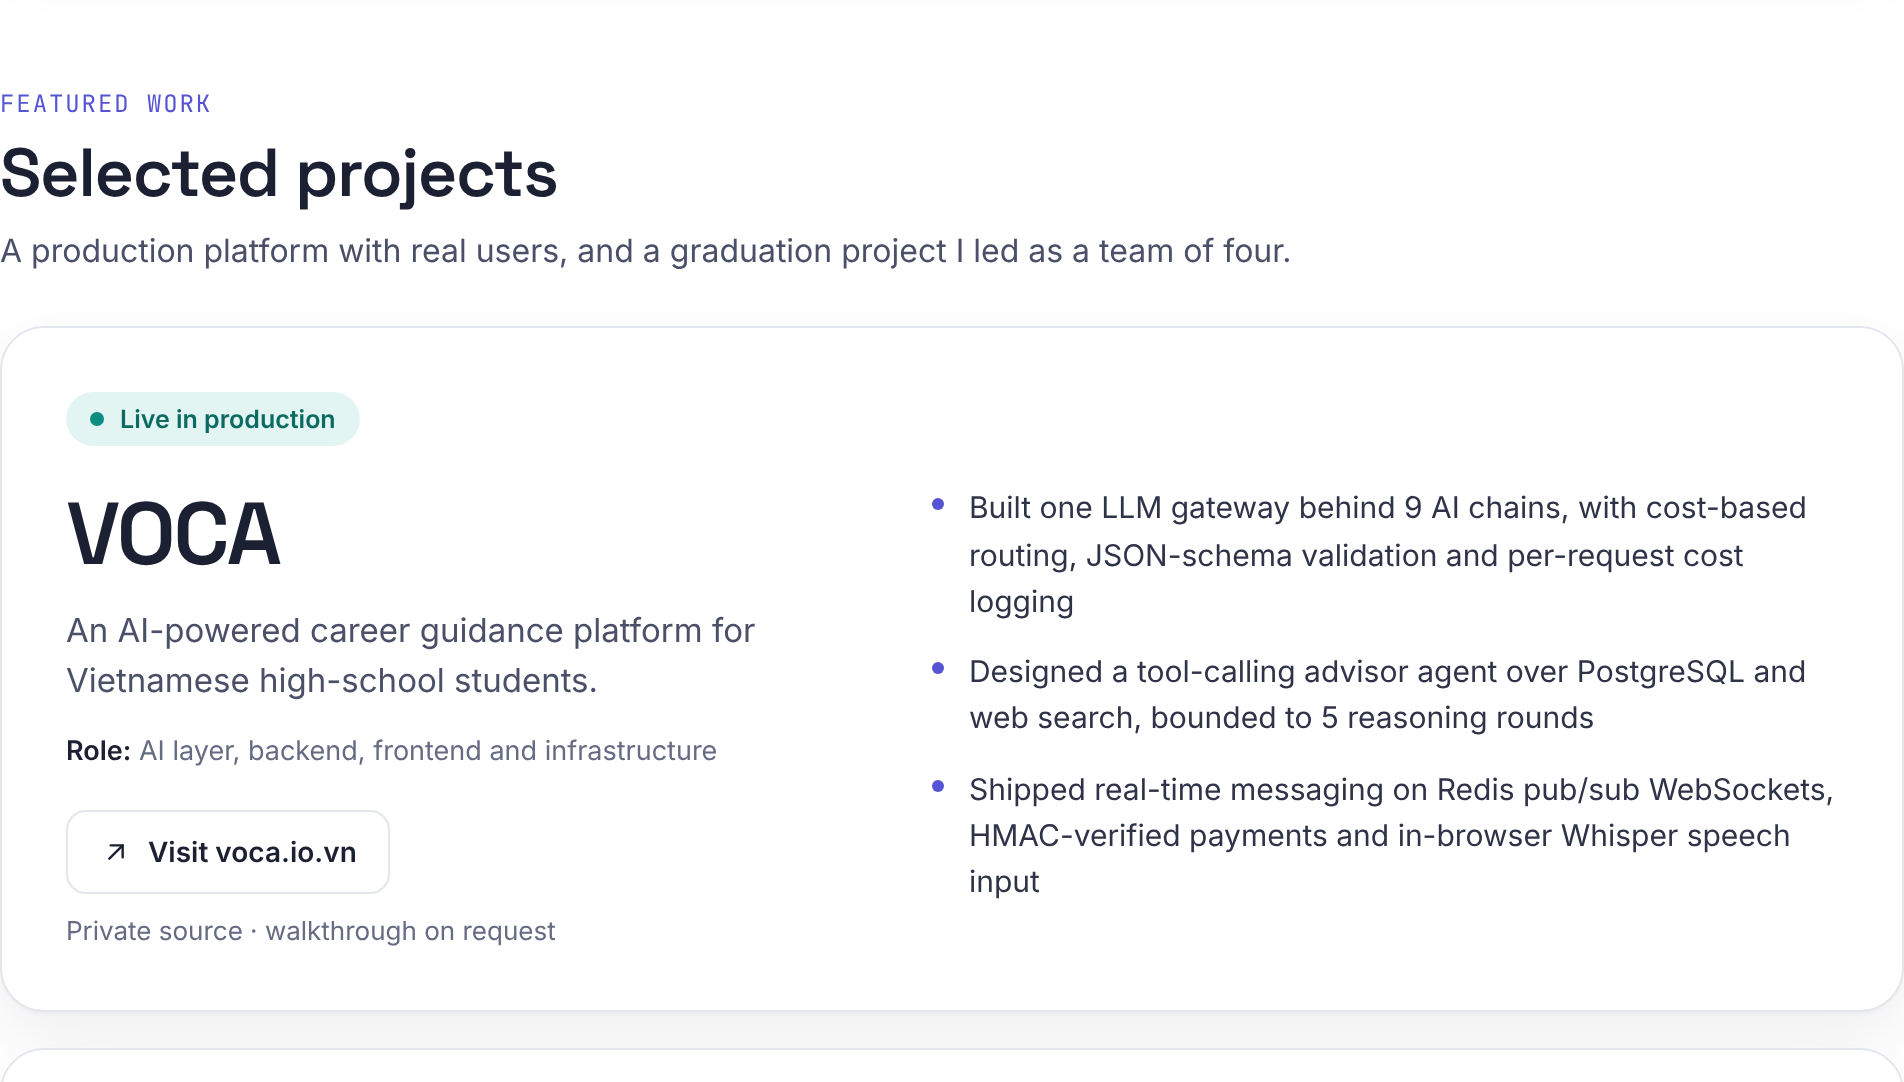 FEATURED WORK
Selected projects
A production platform with real users, and a graduation project I led as a team of four.
Live in production
VOCA
An AI-powered career guidance platform for
Vietnamese high-school students.
Role: AI layer, backend, frontend and infrastructure
Visit voca.io.vn
Private source · walkthrough on request
Built one LLM gateway behind 9 AI chains, with cost-based
routing, JSON-schema validation and per-request cost
logging
Designed a tool-calling advisor agent over PostgreSQL and
web search, bounded to 5 reasoning rounds
Shipped real-time messaging on Redis pub/sub WebSockets,
HMAC-verified payments and in-browser Whisper speech
input